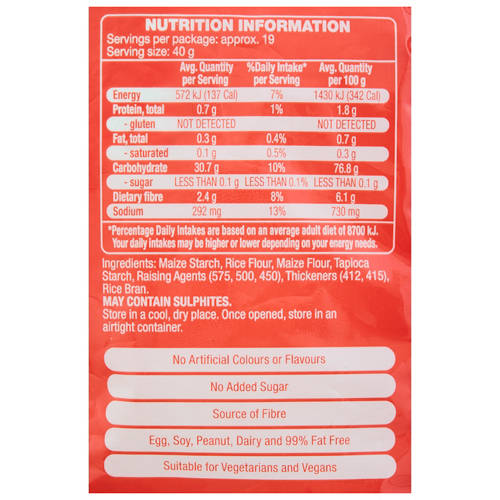 NUTRITION INFORMATION
Servings per package: approx. 19
Serving size: 40 g
Avg. Quantity per Serving %Daily Intake* per Serving Avg. Quantity per 100 g
Energy 572 kJ (137 Cal) 7% 1430 kJ (342 Cal)
Protein, total 0.7 g 1% 1.8 g
- gluten NOT DETECTED NOT DETECTED
Fat, total 0.3 g 0.4% 0.7 g
- saturated 0.1 g 0.5% 0.3 g
Carbohydrate 30.7 g 10% 76.8 g
- sugar LESS THAN 0.1 g LESS THAN 0.1% LESS THAN 0.1 g
Dietary fibre 2.4 g 8% 6.1 g
Sodium 292 mg 13% 730 mg
*Percentage Daily Intakes are based on an average adult diet of 8700 kJ.
Your daily intakes may be higher or lower depending on your energy needs.
Ingredients: Maize Starch, Rice Flour, Maize Flour, Tapioca
Starch, Raising Agents (575, 500, 450), Thickeners (412, 415),
Rice Bran.
MAY CONTAIN SULPHITES.
Store in a cool, dry place. Once opened, store in an
airtight container.
No Artificial Colours or Flavours
No Added Sugar
Source of Fibre
Egg, Soy, Peanut, Dairy and 99% Fat Free
Suitable for Vegetarians and Vegans